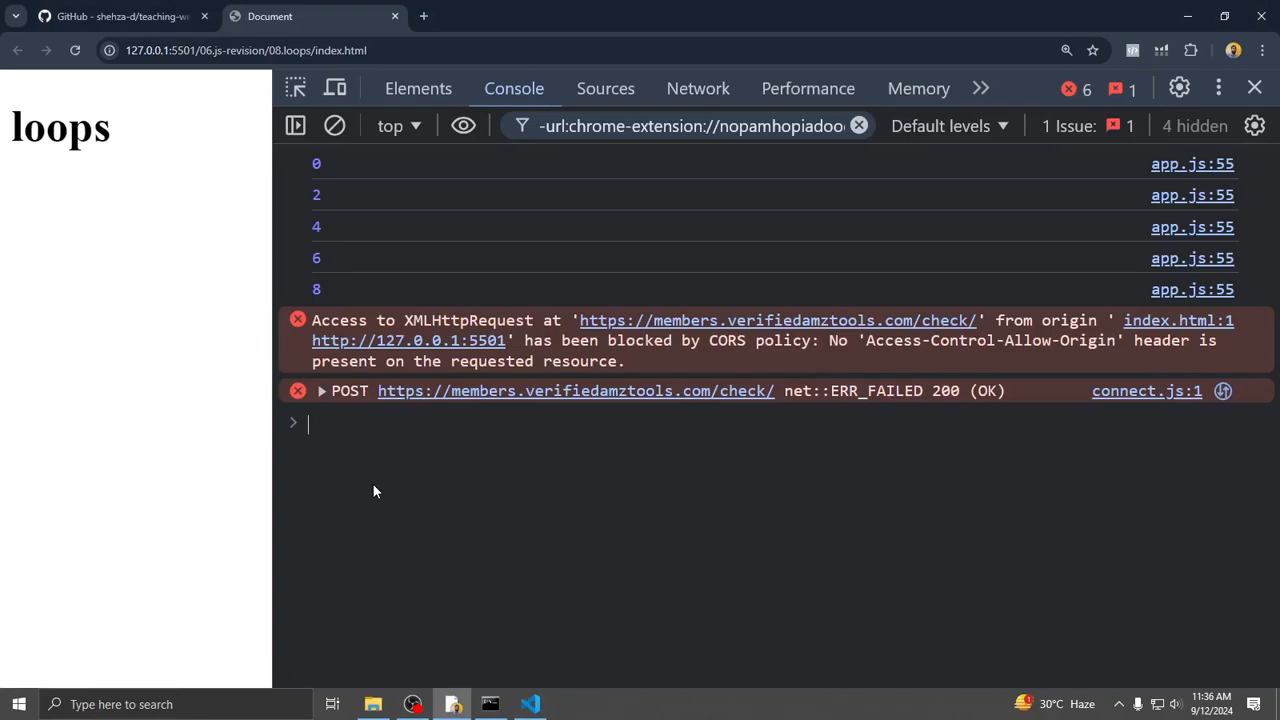 GitHub - shehza-d/teaching-we
Document
127.0.0.1:5501/06.js-revision/08.loops/index.html
loops
Elements
Console
Sources
Network
Performance
Memory
6
1
top
-url:chrome-extension://nopamhopiadoo
Default levels
1 Issue:
1
4 hidden
0 app.js:55
2 app.js:55
4 app.js:55
6 app.js:55
8 app.js:55
Access to XMLHttpRequest at 'https://members.verifiedamztools.com/check/' from origin ' index.html:1
http://127.0.0.1:5501' has been blocked by CORS policy: No 'Access-Control-Allow-Origin' header is
present on the requested resource.
POST https://members.verifiedamztools.com/check/ net::ERR_FAILED 200 (OK) connect.js:1
Type here to search
30°C Haze
11:36 AM
9/12/2024